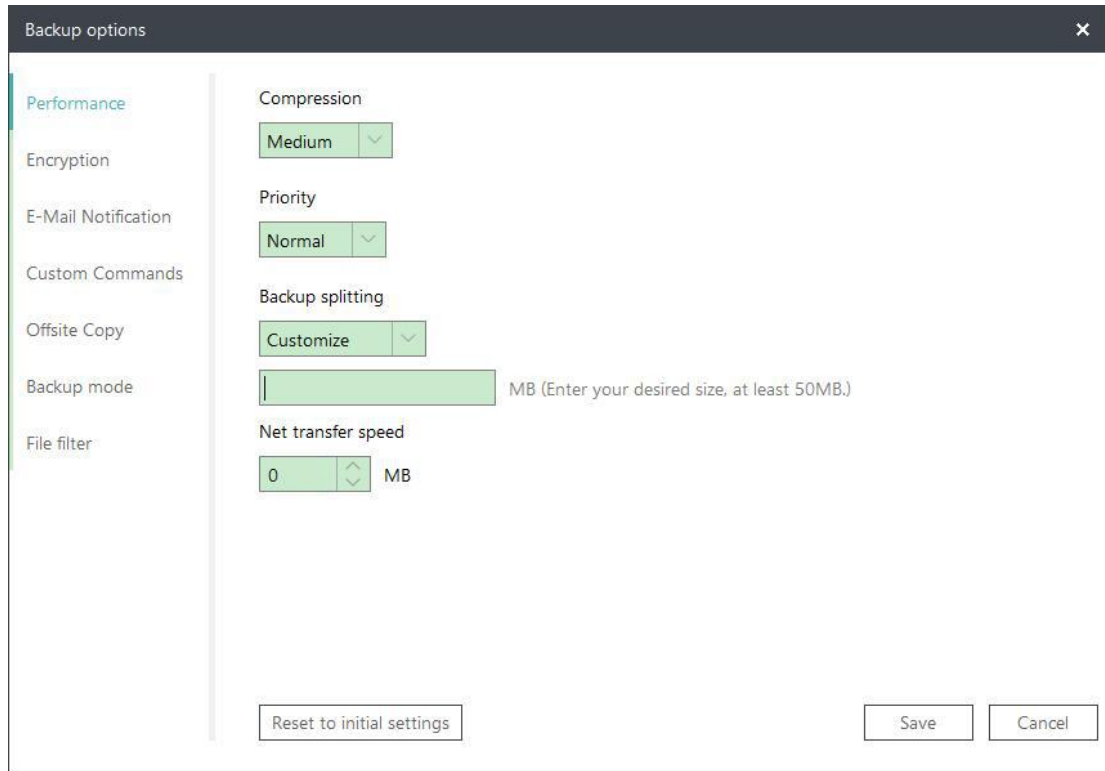 Backup options
Performance
Encryption
E-Mail Notification
Custom Commands
Offsite Copy
Backup mode
File filter
Compression
Medium
Priority
Normal
Backup splitting
Customize
MB (Enter your desired size, at least 50MB.)
Net transfer speed
0 MB
Reset to initial settings
Save
Cancel